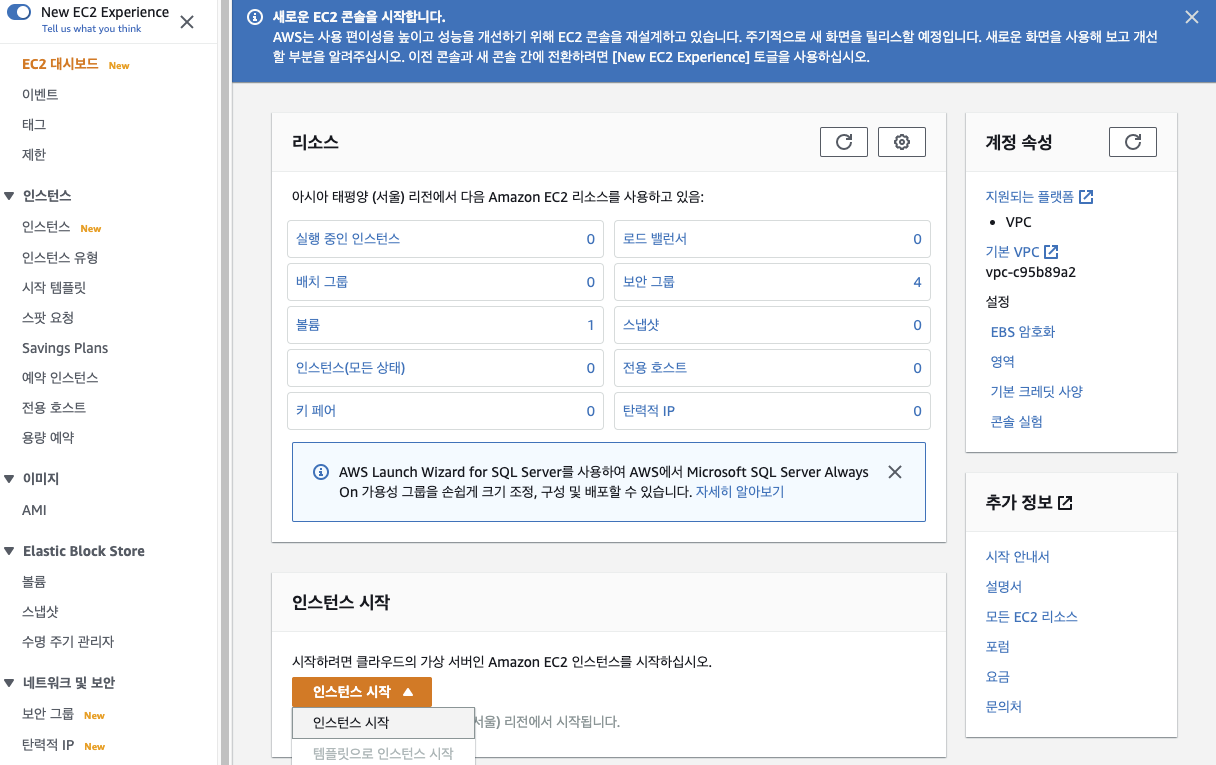 New EC2 Experience
Tell us what you think
EC2 대시보드 New
이벤트
태그
제한
인스턴스
인스턴스 New
인스턴스 유형
시작 템플릿
스팟 요청
Savings Plans
예약 인스턴스
전용 호스트
용량 예약
이미지
AMI
Elastic Block Store
볼륨
스냅샷
수명 주기 관리자
네트워크 및 보안
보안 그룹 New
탄력적 IP New
새로운 EC2 콘솔을 시작합니다.
AWS는 사용 편이성을 높이고 성능을 개선하기 위해 EC2 콘솔을 재설계하고 있습니다. 주기적으로 새 화면을 릴리스할 예정입니다. 새로운 화면을 사용해 보고 개선
할 부분을 알려주십시오. 이전 콘솔과 새 콘솔 간에 전환하려면 [New EC2 Experience] 토글을 사용하십시오.
리소스
아시아 태평양 (서울) 리전에서 다음 Amazon EC2 리소스를 사용하고 있음:
실행 중인 인스턴스 0
로드 밸런서 0
배치 그룹 0
보안 그룹 4
볼륨 1
스냅샷 0
인스턴스(모든 상태) 0
전용 호스트 0
키 페어 0
탄력적 IP 0
AWS Launch Wizard for SQL Server를 사용하여 AWS에서 Microsoft SQL Server Always
On 가용성 그룹을 손쉽게 크기 조정, 구성 및 배포할 수 있습니다. 자세히 알아보기
인스턴스 시작
시작하려면 클라우드의 가상 서버인 Amazon EC2 인스턴스를 시작하십시오.
인스턴스 시작
인스턴스 시작
서울) 리전에서 시작됩니다.
템플릿으로 인스턴스 시작
계정 속성
지원되는 플랫폼
VPC
기본 VPC
vpc-c95b89a2
설정
EBS 암호화
영역
기본 크레딧 사양
콘솔 실험
추가 정보
시작 안내서
설명서
모든 EC2 리소스
포럼
요금
문의처